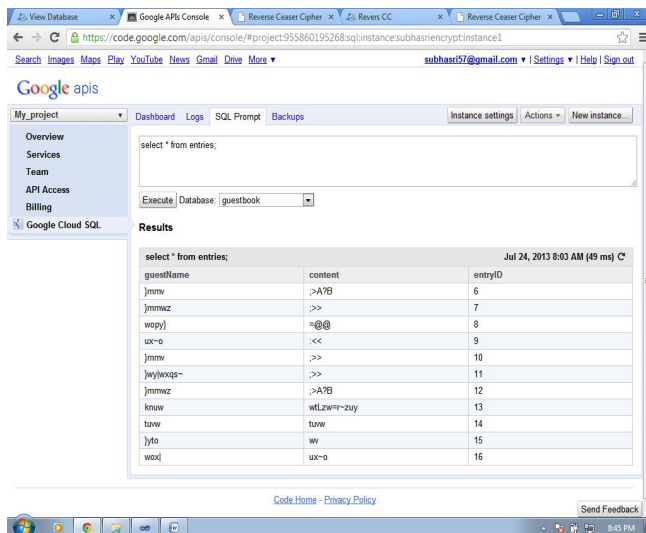 View Database × Google APIs Console × Reverse Ceaser Cipher × Revers CC × Reverse Ceaser Cipher ×
https://code.google.com/apis/console/#project:955860195268:sql:instance:subhasriencrypt:instance1
Search Images Maps Play YouTube News Gmail Drive More ▼ subhasri57@gmail.com ▼ | Settings ▼ | Help | Sign out
Google apis
My_project ▼ Dashboard Logs SQL Prompt Backups Instance settings Actions ▼ New instance...
Overview
Services
Team
API Access
Billing
Google Cloud SQL
select * from entries;
Execute Database: guestbook
Results
select * from entries; Jul 24, 2013 8:03 AM (49 ms)
guestName content entryID
}mmv ;>A?B 6
}mmwz ;>> 7
wopy} =@@ 8
ux~o :<< 9
}mmv ;>> 10
}wy|wxqs~ ;>> 11
}mmwz ;>A?B 12
knuw wtLzw=r~zuy 13
tuvw tuvw 14
}yto wv 15
wox| ux~o 16
Code Home - Privacy Policy
Send Feedback
8:45 PM